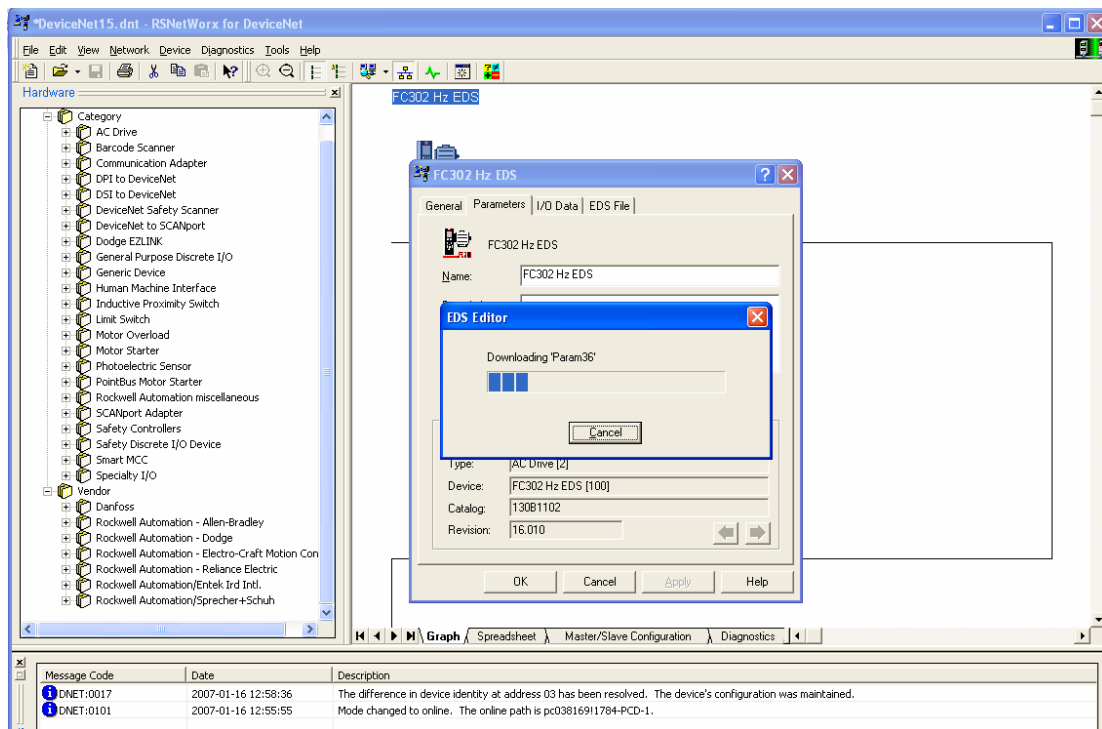 *DeviceNet15.dnt - RSNetWorx for DeviceNet
File Edit View Network Device Diagnostics Tools Help
Hardware
FC302 Hz EDS
Category
AC Drive
Barcode Scanner
Communication Adapter
DPI to DeviceNet
DSI to DeviceNet
DeviceNet Safety Scanner
DeviceNet to SCANport
Dodge EZLINK
General Purpose Discrete I/O
Generic Device
Human Machine Interface
Inductive Proximity Switch
Limit Switch
Motor Overload
Motor Starter
Photoelectric Sensor
PointBus Motor Starter
Rockwell Automation miscellaneous
SCANport Adapter
Safety Controllers
Safety Discrete I/O Device
Smart MCC
Specialty I/O
Vendor
Danfoss
Rockwell Automation - Allen-Bradley
Rockwell Automation - Dodge
Rockwell Automation - Electro-Craft Motion Con
Rockwell Automation - Reliance Electric
Rockwell Automation/Entek Ird Intl.
Rockwell Automation/Sprecher+Schuh
FC302 Hz EDS
General Parameters I/O Data EDS File
FC302 Hz EDS
Name: FC302 Hz EDS
EDS Editor
Downloading 'Param36'
Cancel
Type: AC Drive [2]
Device: FC302 Hz EDS [100]
Catalog: 130B1102
Revision: 16.010
OK Cancel Apply Help
Graph Spreadsheet Master/Slave Configuration Diagnostics
Message Code Date Description
DNET:0017 2007-01-16 12:58:36 The difference in device identity at address 03 has been resolved. The device's configuration was maintained.
DNET:0101 2007-01-16 12:55:55 Mode changed to online. The online path is pc038169!1784-PCD-1.